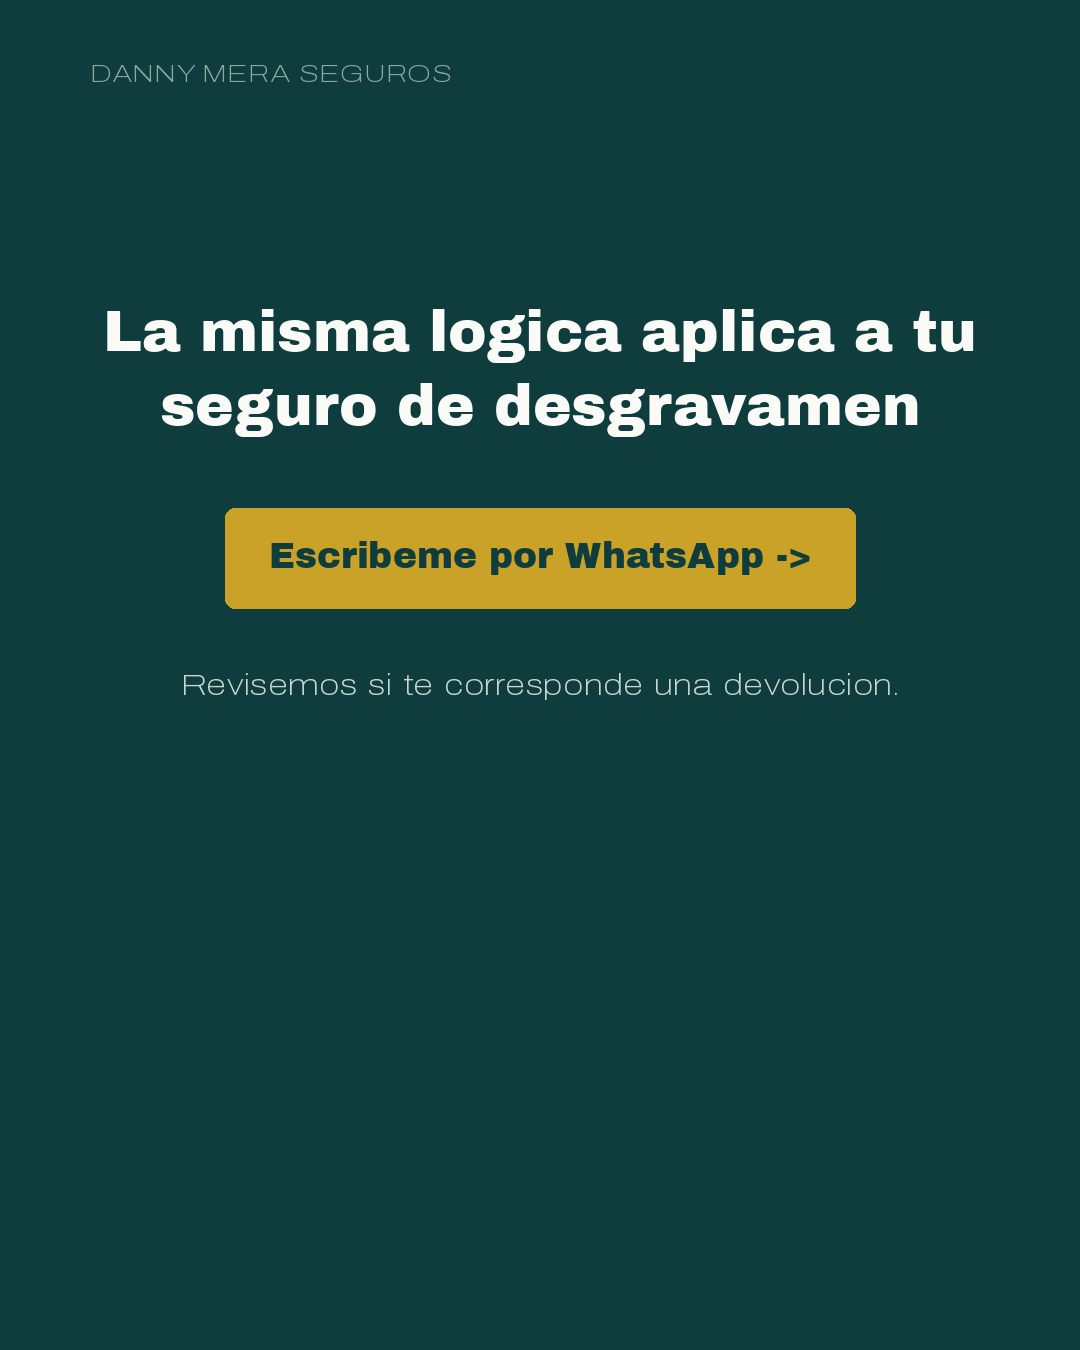 DANNY MERA SEGUROS
La misma logica aplica a tu
seguro de desgravamen
Escribeme por WhatsApp ->
Revisemos si te corresponde una devolucion.